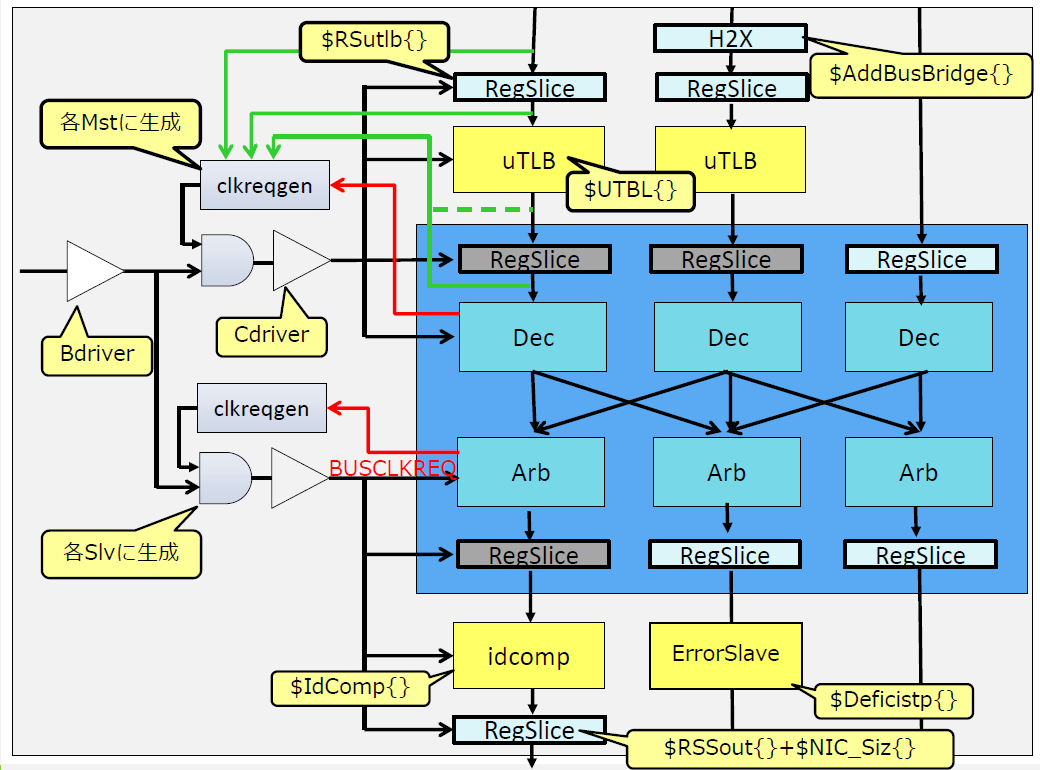 $RSutlb{}
H2X
$AddBusBridge{}
RegSlice
RegSlice
各Mstに生成
uTLB
uTLB
clkreqgen
$UTBL{}
RegSlice
RegSlice
RegSlice
Cdriver
Dec
Dec
Dec
Bdriver
clkreqgen
BUSCLKREQ
Arb
Arb
Arb
各Slvに生成
RegSlice
RegSlice
RegSlice
idcomp
ErrorSlave
$IdComp{}
$Deficistp{}
RegSlice
$RSSout{}+$NIC_Siz{}